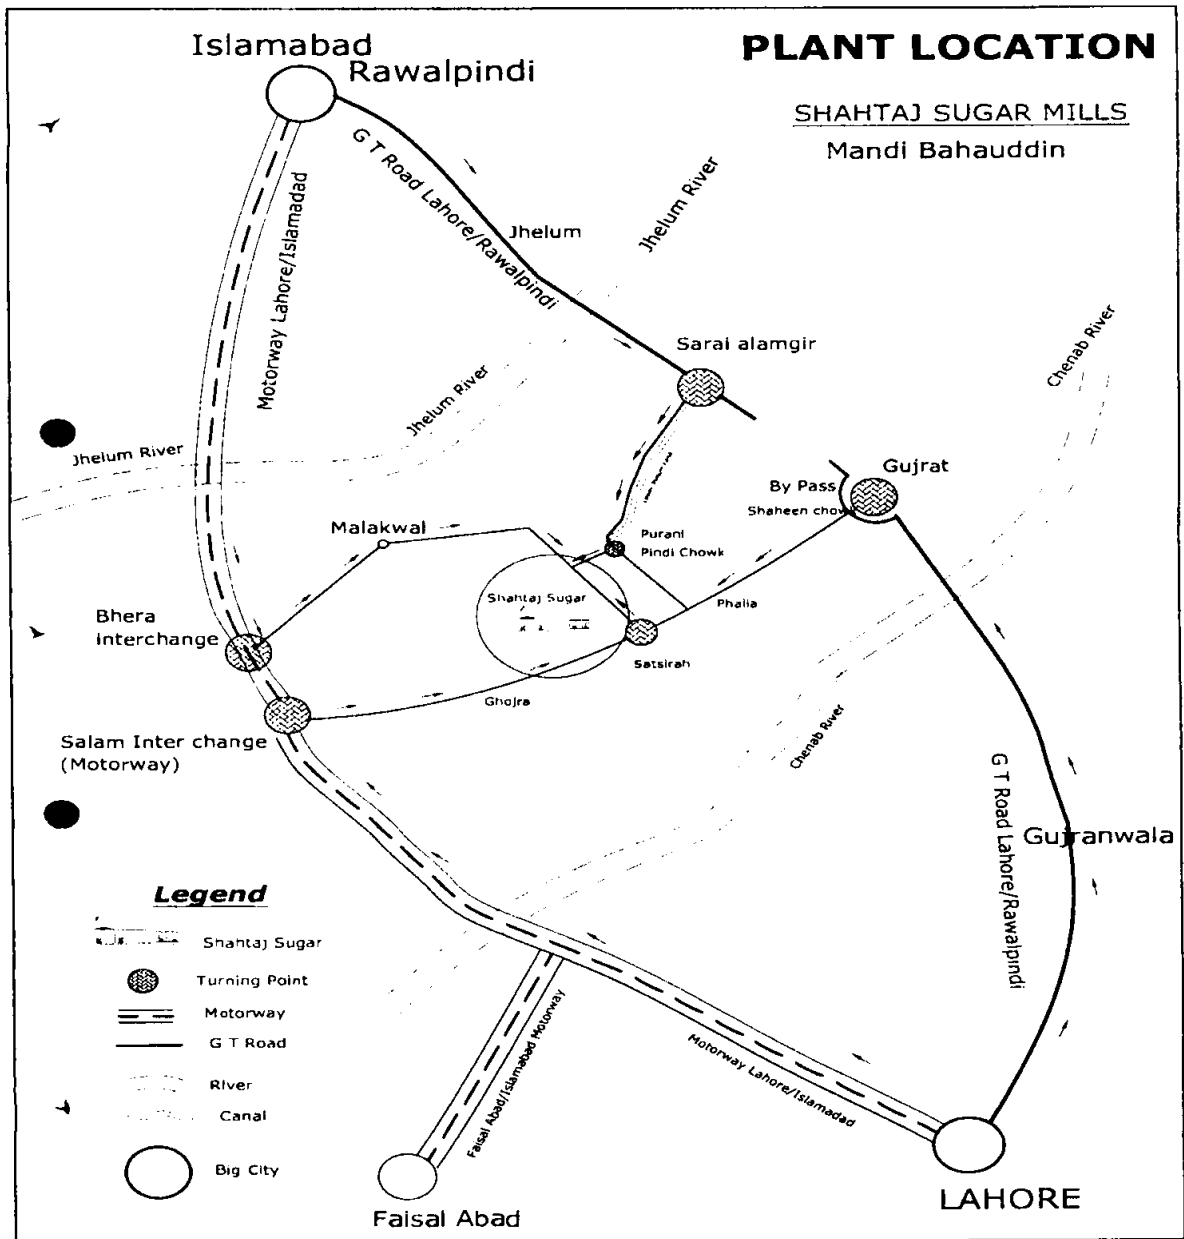 Islamabad
Rawalpindi
PLANT LOCATION
SHAHTAJ SUGAR MILLS
Mandi Bahauddin
G T Road Lahore/Rawalpindi
Motorway Lahore/Islamadad
Jhelum
Jhelum River
Sarai alamgir
Chenab River
Jhelum River
Jhelum River
Gujrat
By Pass
Shaheen chowk
Malakwal
Purani
Pindi Chowk
Shahtaj Sugar
Phalia
Bhera
interchange
Satsirah
Ghojra
Salam Inter change
(Motorway)
Chenab River
G T Road Lahore/Rawalpindi
Gujranwala
Legend
Shahtaj Sugar
Turning Point
Motorway
G T Road
River
Canal
Big City
Faisal Abad/Islamabad Motorway
Motorway Lahore/Islamadad
Faisal Abad
LAHORE